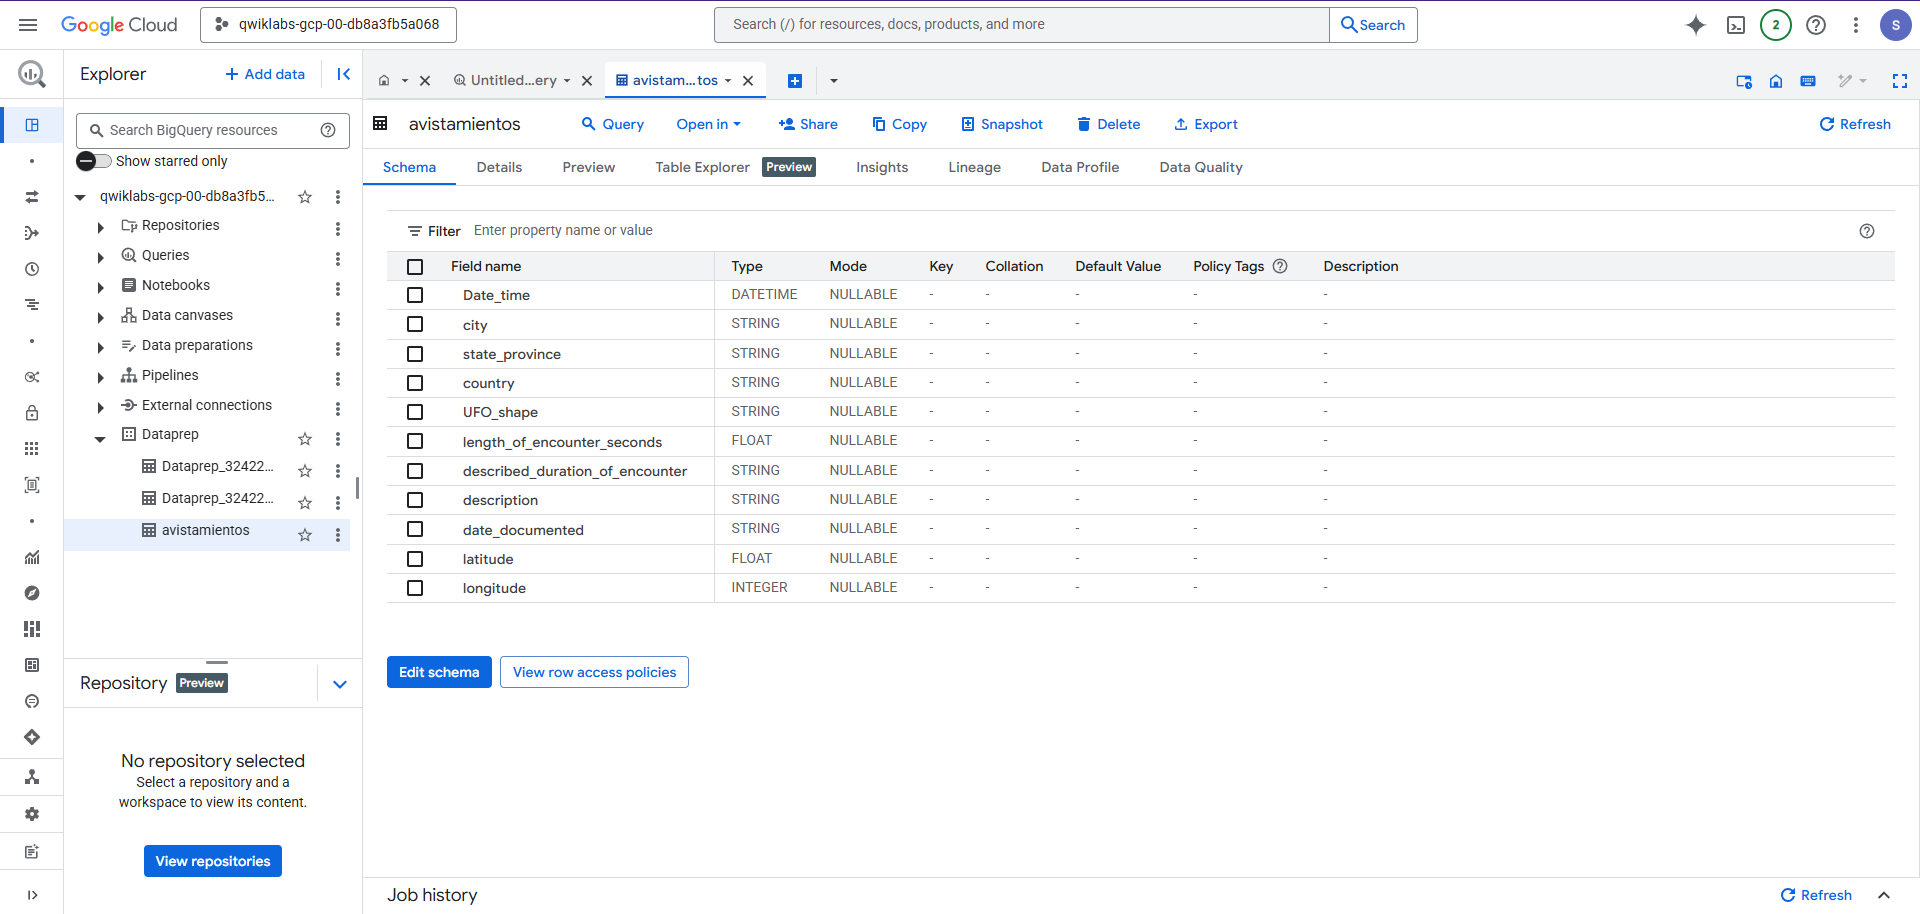 Google Cloud
qwiklabs-gcp-00-db8a3fb5a068
Search (/) for resources, docs, products, and more
Search
2
S
Explorer
+ Add data
Untitled...ery
avistam...tos
Search BigQuery resources
Show starred only
qwiklabs-gcp-00-db8a3fb5...
Repositories
Queries
Notebooks
Data canvases
Data preparations
Pipelines
External connections
Dataprep
Dataprep_32422...
Dataprep_32422...
avistamientos
Repository Preview
No repository selected
Select a repository and a
workspace to view its content.
View repositories
avistamientos
Query
Open in
Share
Copy
Snapshot
Delete
Export
Refresh
Schema Details Preview Table Explorer Preview Insights Lineage Data Profile Data Quality
Filter Enter property name or value
Field name Type Mode Key Collation Default Value Policy Tags Description
Date_time DATETIME NULLABLE - - - - -
city STRING NULLABLE - - - - -
state_province STRING NULLABLE - - - - -
country STRING NULLABLE - - - - -
UFO_shape STRING NULLABLE - - - - -
length_of_encounter_seconds FLOAT NULLABLE - - - - -
described_duration_of_encounter STRING NULLABLE - - - - -
description STRING NULLABLE - - - - -
date_documented STRING NULLABLE - - - - -
latitude FLOAT NULLABLE - - - - -
longitude INTEGER NULLABLE - - - - -
Edit schema
View row access policies
Job history
Refresh